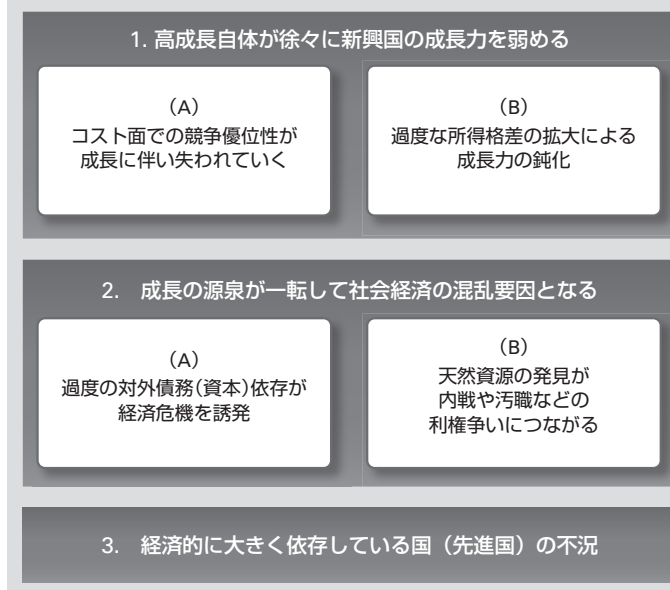 1. 高成長自体が徐々に新興国の成長力を弱める
（A）
コスト面での競争優位性が
成長に伴い失われていく
（B）
過度な所得格差の拡大による
成長力の鈍化
2.　成長の源泉が一転して社会経済の混乱要因となる
（A）
過度の対外債務（資本）依存が
経済危機を誘発
（B）
天然資源の発見が
内戦や汚職などの
利権争いにつながる
3.　経済的に大きく依存している国（先進国）の不況